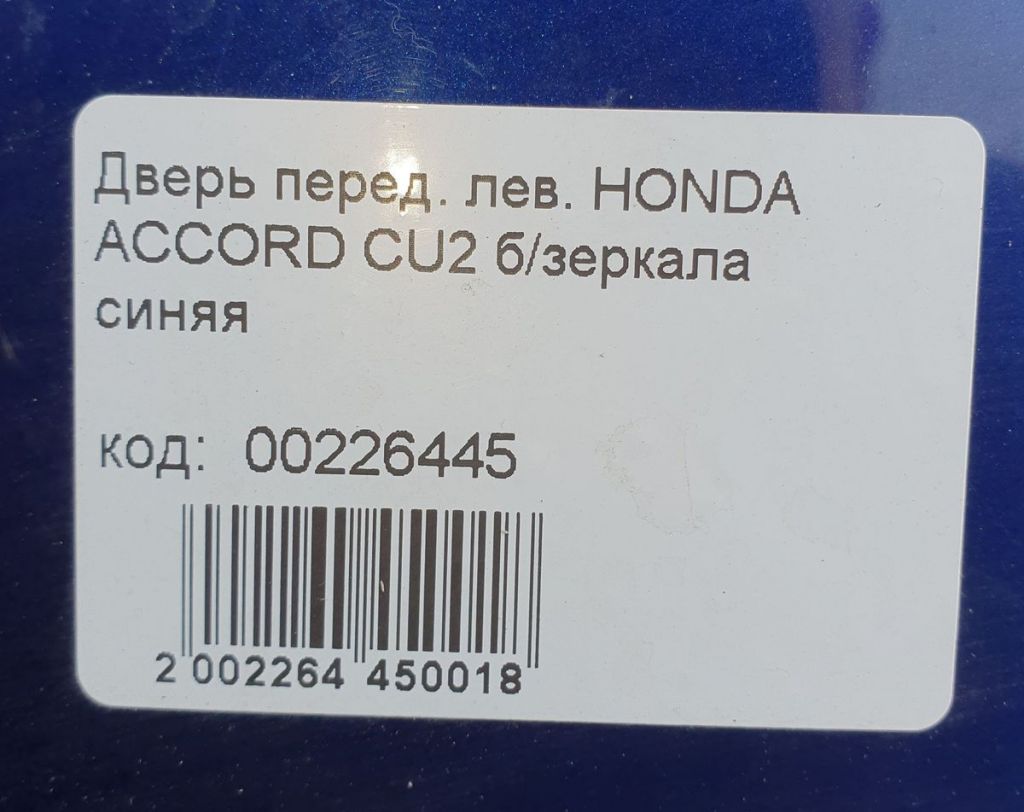 Дверь перед. лев. HONDA
ACCORD CU2 б/зеркала
синяя
код: 00226445
2 002264 450018